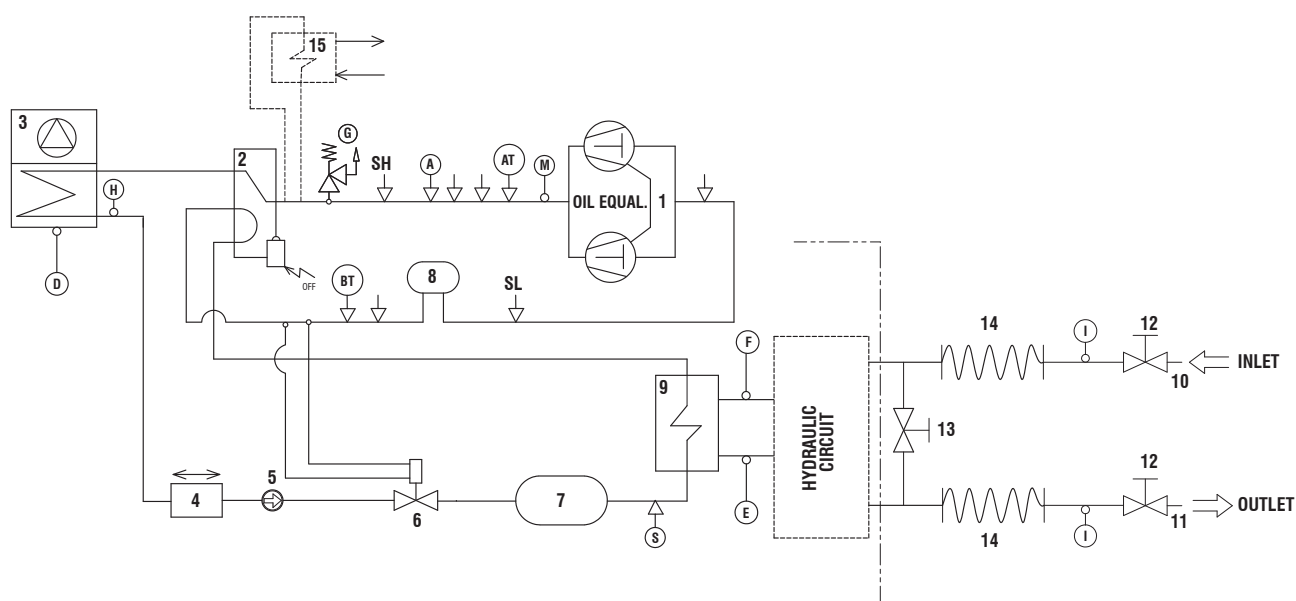 15
3
2
G
SH
A
AT
M
H
OIL EQUAL.
1
D
OFF
BT
8
SL
14
I
12
F
INLET
9
10
HYDRAULIC
CIRCUIT
13
4
5
6
7
S
E
14
I
12
11
OUTLET